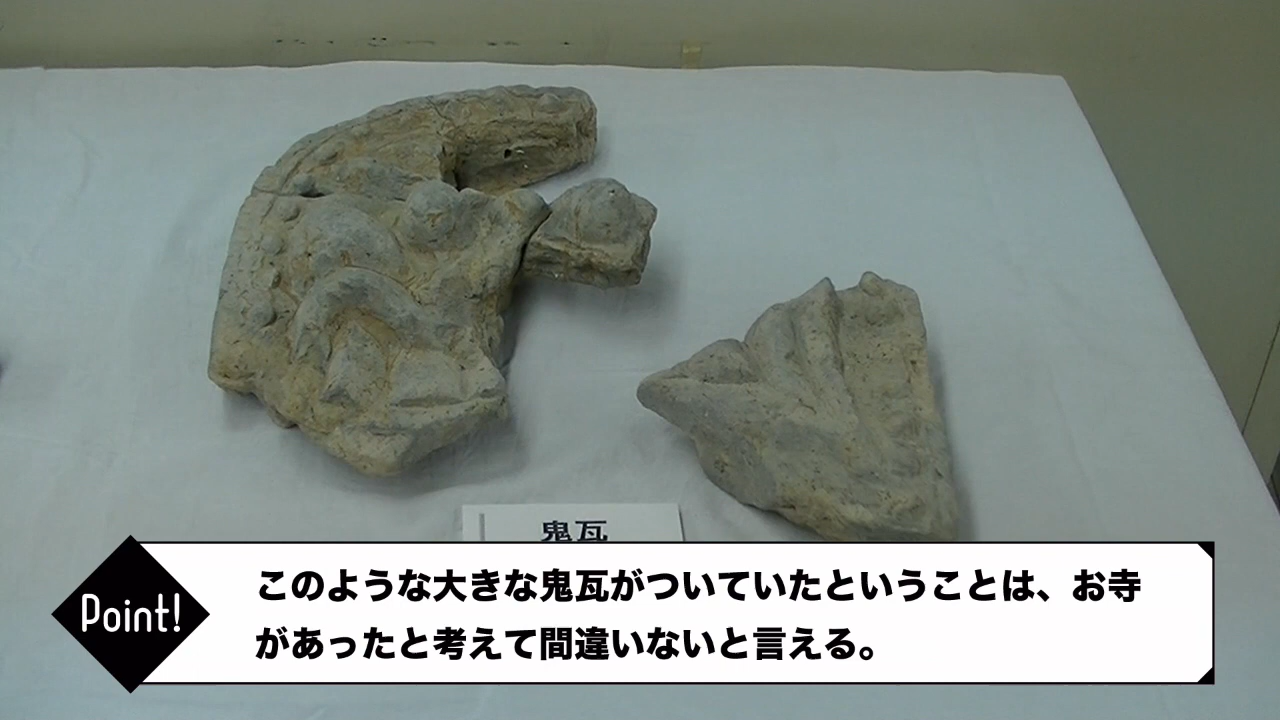 鬼瓦
Point!
このような大きな鬼瓦がついていたということは、お寺
があったと考えて間違いないと言える。